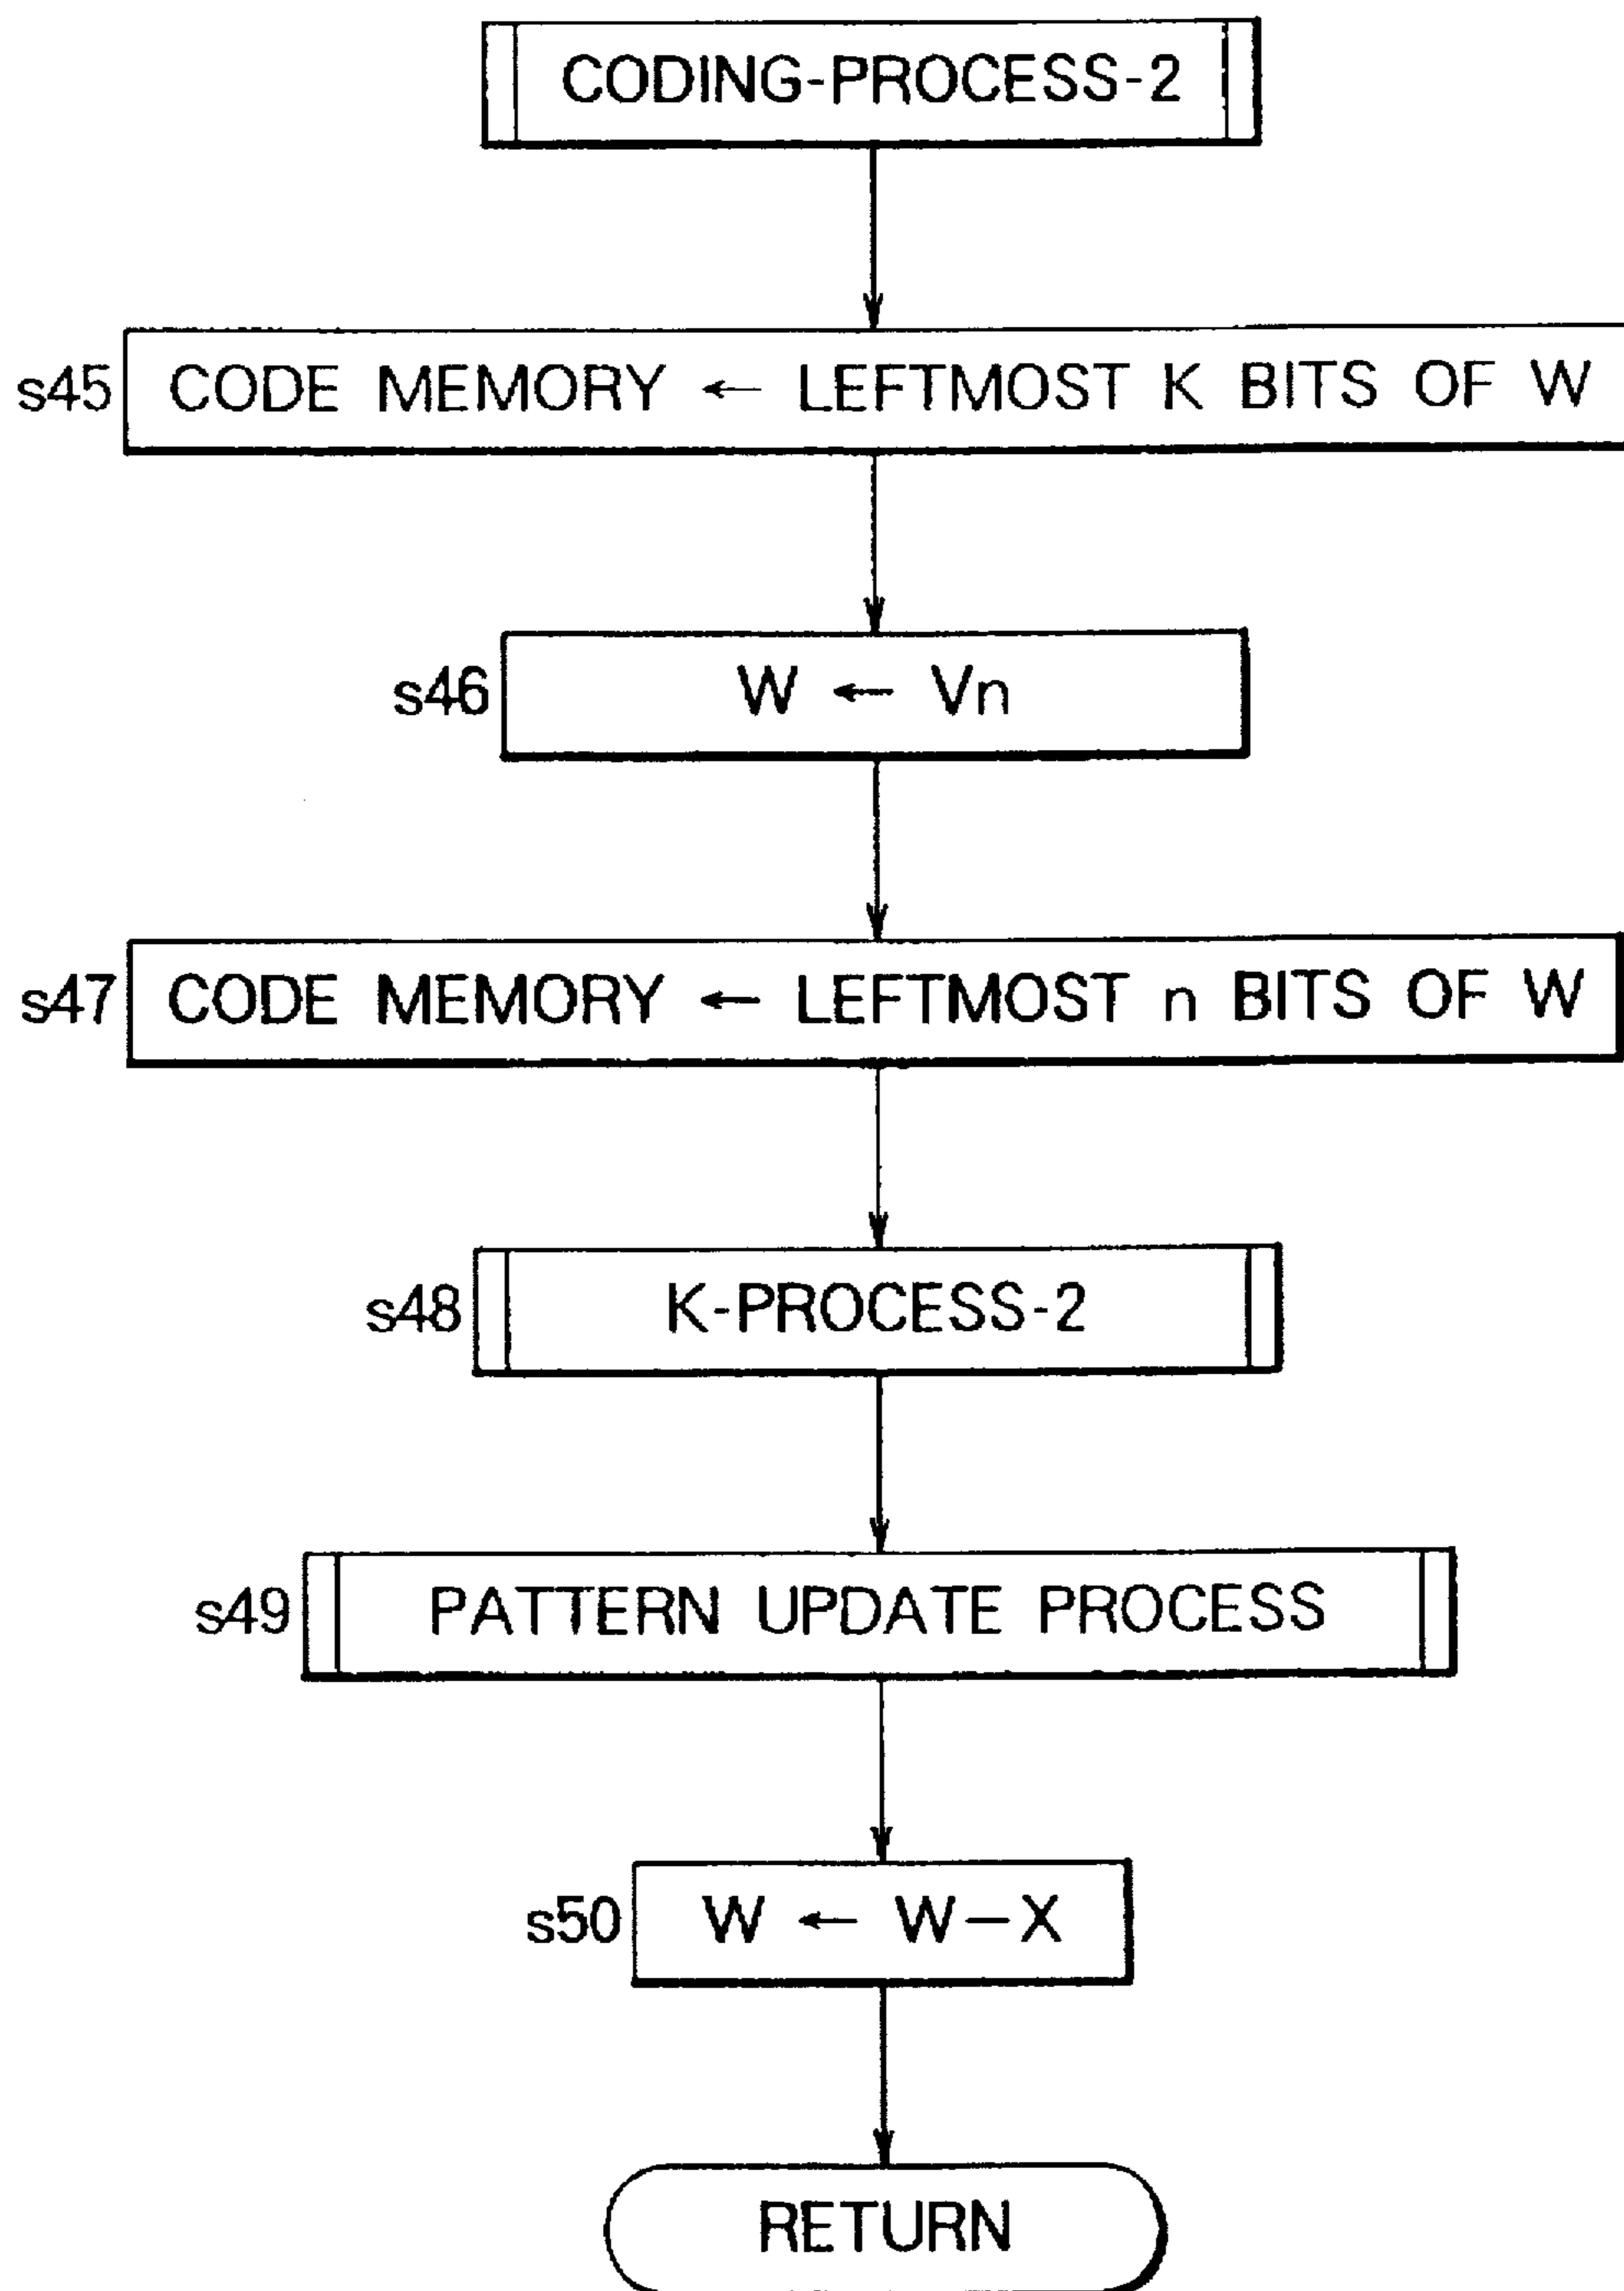 CODING-PROCESS-2
s45 CODE MEMORY ← LEFTMOST K BITS OF W
s46 W ← Vn
s47 CODE MEMORY ← LEFTMOST n BITS OF W
s48 K-PROCESS-2
s49 PATTERN UPDATE PROCESS
s50 W ← W−X
RETURN